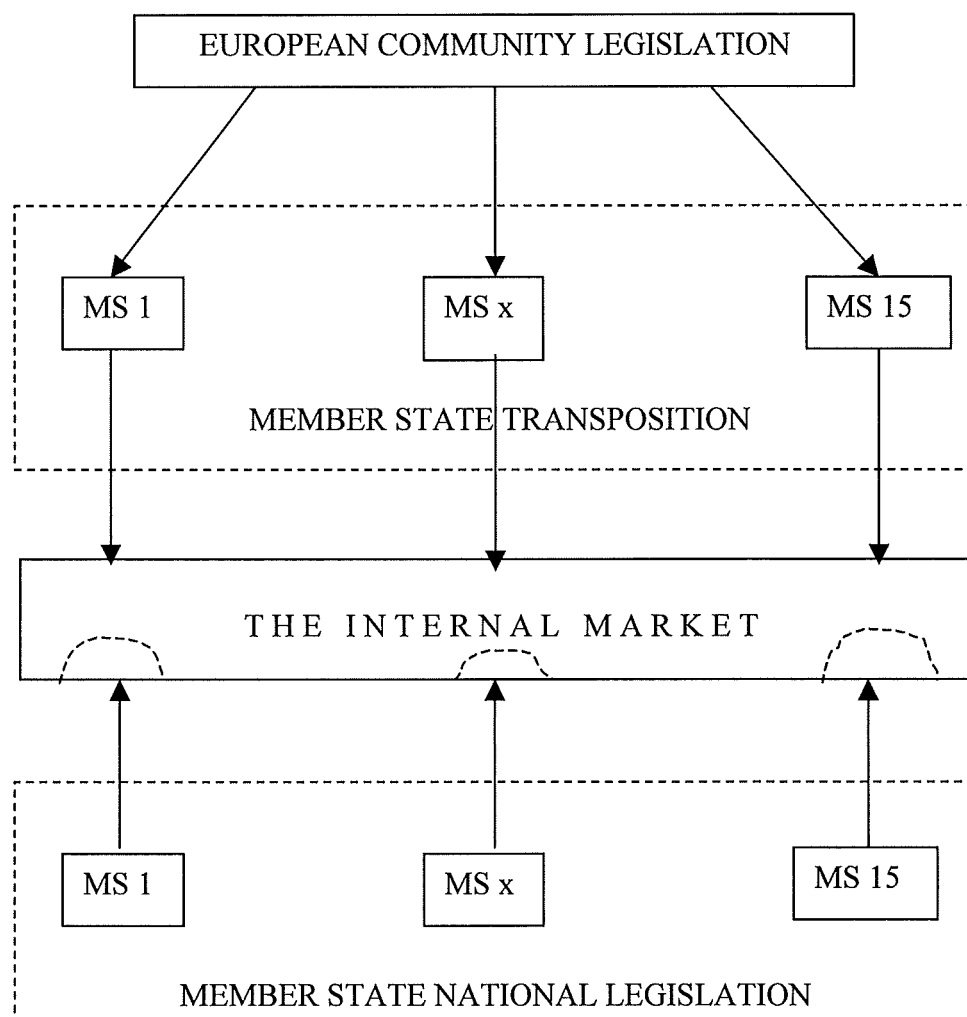 EUROPEAN COMMUNITY LEGISLATION
MS 1
MS x
MS 15
MEMBER STATE TRANSPOSITION
THE INTERNAL MARKET
MS 1
MS x
MS 15
MEMBER STATE NATIONAL LEGISLATION